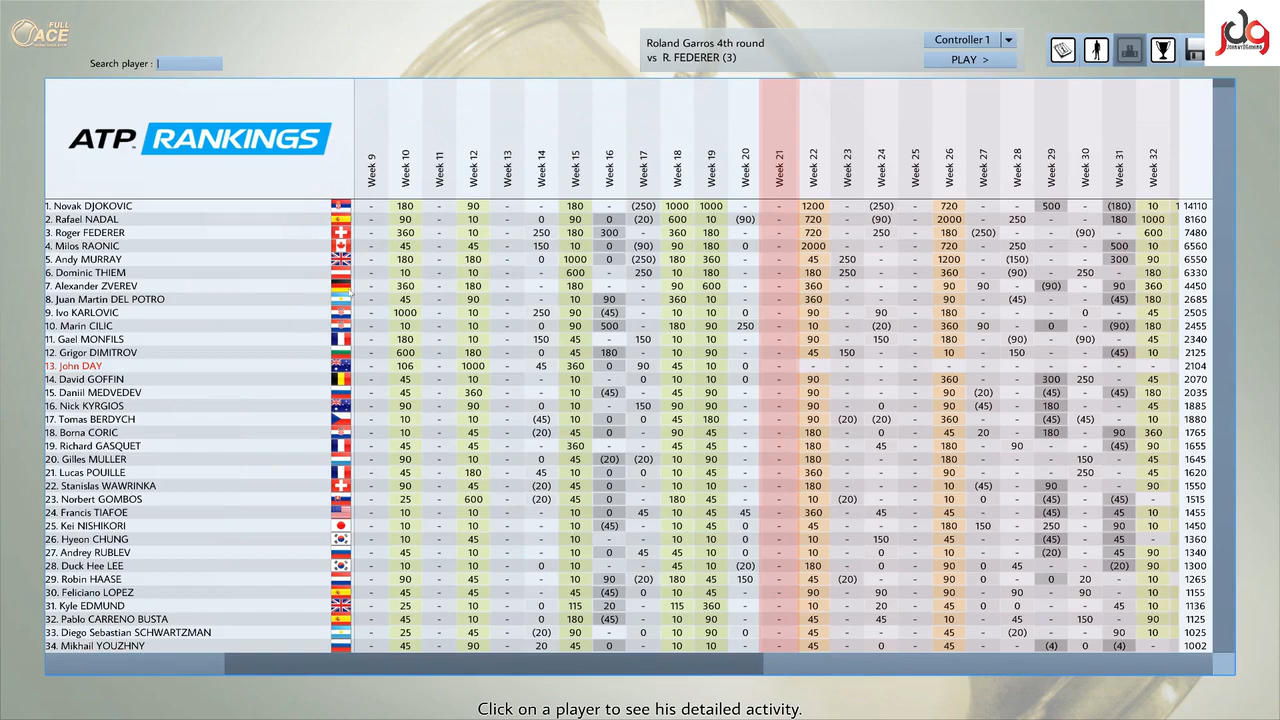 FULL
ACE
Search player :
Roland Garros 4th round
vs R. FEDERER (3)
Controller 1
PLAY >
JDG
ATP RANKINGS
Week 9 Week 10 Week 11 Week 12 Week 13 Week 14 Week 15 Week 16 Week 17 Week 18 Week 19 Week 20 Week 21 Week 22 Week 23 Week 24 Week 25 Week 26 Week 27 Week 28 Week 29 Week 30 Week 31 Week 32
1. Novak DJOKOVIC - 180 - 90 - - 180 - (250) 1000 1000 - - 1200 - (250) - 720 - - 500 - (180) 10 14110
2. Rafael NADAL - 90 - 10 - 0 90 0 (20) 600 10 (90) - 720 - (90) - 2000 - 250 - - 180 1000 8160
3. Roger FEDERER - 360 - 10 - 250 180 300 - 360 180 - - 720 - 250 - 180 (250) - - (90) - 600 7480
4. Milos RAONIC - 45 - 45 - 150 10 0 (90) 90 180 0 - 2000 - - - 720 - 250 - - 500 10 6560
5. Andy MURRAY - 180 - 180 - 0 1000 0 (250) 180 360 - - 45 250 - - 1200 - (150) - - 300 90 6550
6. Dominic THIEM - 10 - 10 - - 600 - 250 10 180 - - 180 250 - - 360 - (90) - 250 - 180 6330
7. Alexander ZVEREV - 360 - 180 - - 180 - - 90 600 - - 360 - - - 90 90 - (90) - 90 360 4450
8. Juan Martin DEL POTRO - 45 - 90 - - 10 90 - 360 10 - - 360 - - - 90 - (45) - - (45) 180 2685
9. Ivo KARLOVIC - 1000 - 10 - 250 90 (45) - 10 45 - - 90 - 90 - 180 - - - 0 - 45 2505
10. Marin CILIC - 10 - 10 - 0 90 500 - 180 90 250 - 10 - (20) - 360 90 - 0 - (90) 180 2455
11. Gael MONFILS - 180 - 10 - 150 45 - 150 10 10 - - 90 - 150 - 180 - (90) - (90) - 45 2340
12. Grigor DIMITROV - 600 - 180 - 0 45 180 - 10 90 - - 45 150 - - 10 - 150 - - (45) 10 2125
13. John DAY - 106 - 1000 - 45 360 0 90 45 10 0 - - - - - - - - - - - - 2104
14. David GOFFIN - 45 - 10 - - 10 - 0 10 10 0 - 90 - - - 360 - - 300 250 - 45 2070
15. Daniil MEDVEDEV - 45 - 360 - - 10 (45) - 45 90 - - 90 - - - 90 (20) - (45) - (45) 180 2035
16. Nick KYRGIOS - 90 - 90 - 0 10 - 150 90 90 - - 90 - 0 - 90 (45) - 180 - - 45 1885
17. Tomas BERDYCH - 10 - 10 - (45) 10 0 - 45 180 - - 90 (20) (20) - 360 - - (45) (45) - 10 1880
18. Borna CORIC - 10 - 10 - (20) 45 0 - 90 45 - - 180 - 0 - 45 20 - 180 - 90 360 1765
19. Richard GASQUET - 45 - 45 - - 360 - - 45 45 - - 180 - 45 - 180 - 90 - - (45) 90 1655
20. Gilles MULLER - 90 - 10 - 0 45 (20) (20) 10 90 - - 180 - - - 180 - - - 150 - 10 1645
21. Lucas POUILLE - 45 - 180 - 45 10 0 0 10 45 - - 360 - - - 45 - - - 250 - - 1620
22. Stanislas WAWRINKA - 90 - 45 - (20) 45 0 - 10 10 - - 180 - - - 10 (45) - 90 - - 90 1550
23. Norbert GOMBOS - 25 - 600 - (20) 45 0 - 180 45 - - 10 (20) - - 10 0 - (45) - (45) - 1515
24. Francis TIAFOE - 10 - 10 - - 10 0 45 10 45 45 - 360 - 45 - 10 - - (45) - 45 10 1455
25. Kei NISHIKORI - 10 - 10 - - 10 (45) - 10 45 0 - 45 - - - 180 150 - 250 - 90 10 1450
26. Hyeon CHUNG - 10 - 45 - - 10 - 0 10 45 0 - 10 - 150 - 10 - - (45) - 45 - 1360
27. Andrey RUBLEV - 45 - 10 - - 10 0 45 45 10 - - 45 - - - 45 - - (20) - 45 90 1340
28. Duck Hee LEE - 10 - 10 - 0 10 - - 45 10 (20) - 180 - 0 - 45 - 45 - - (20) 90 1300
29. Robin HAASE - 90 - 45 - - 10 90 (20) 180 45 150 - 45 (20) - - 45 - - 0 20 - 10 1265
30. Feliciano LOPEZ - 45 - 10 - - 10 (45) 0 10 10 - - 90 - 90 - 90 - 90 - 90 - 10 1155
31. Kyle EDMUND - 25 - 10 - 0 115 20 - 115 360 - - 10 - 20 - 45 0 0 - - 45 10 1136
32. Pablo CARRENO BUSTA - 45 - 10 - 0 180 (45) - 10 10 - - 45 - 45 - 10 - 45 - 150 - 90 1125
33. Diego Sebastian SCHWARTZMAN - 25 - 45 - (20) 90 - 0 10 90 0 - 45 - - - 45 - (20) - - 90 10 1025
34. Mikhail YOUZHNY - 45 - 90 - 20 45 0 - 10 10 - - 45 - 0 - 45 - - (4) 0 (4) - 1002
Click on a player to see his detailed activity.